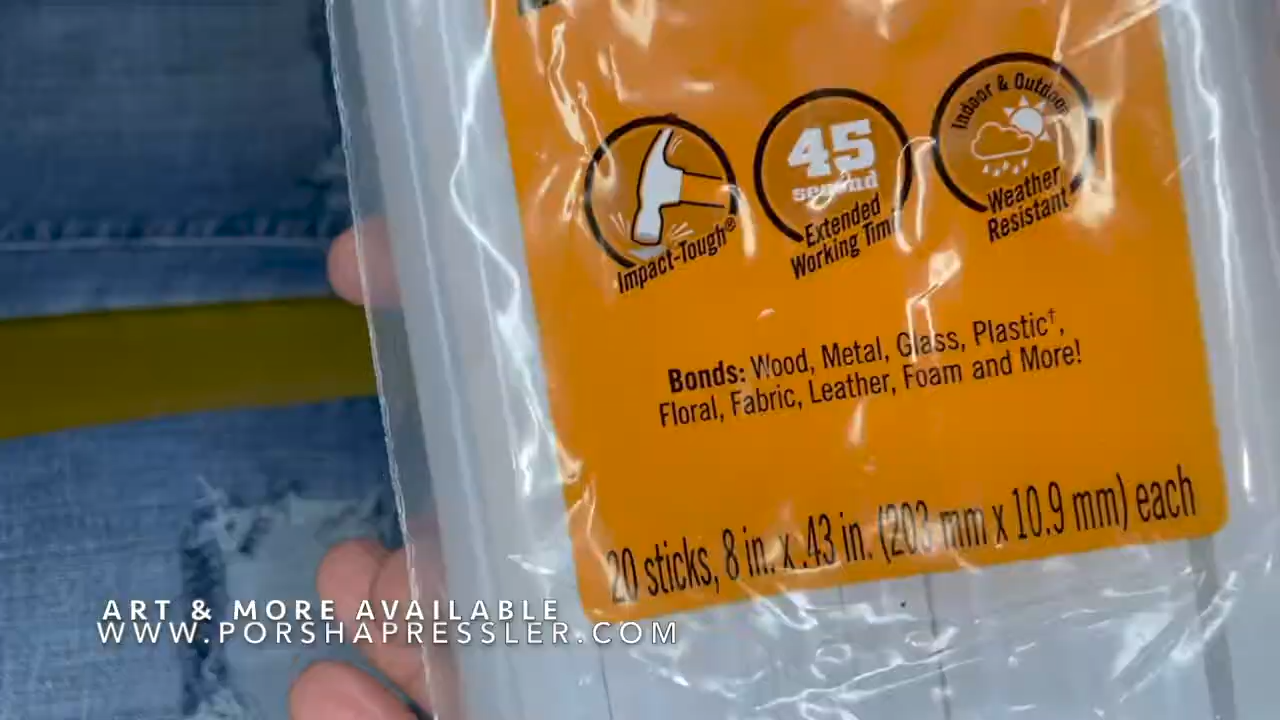 Impact-Tough®
45
second
Extended
Working Time
Indoor & Outdoor
Weather
Resistant
Bonds: Wood, Metal, Glass, Plastic†,
Floral, Fabric, Leather, Foam and More!
20 sticks, 8 in. x .43 in. (203 mm x 10.9 mm) each
ART & MORE AVAILABLE
WWW.PORSHAPRESSLER.COM